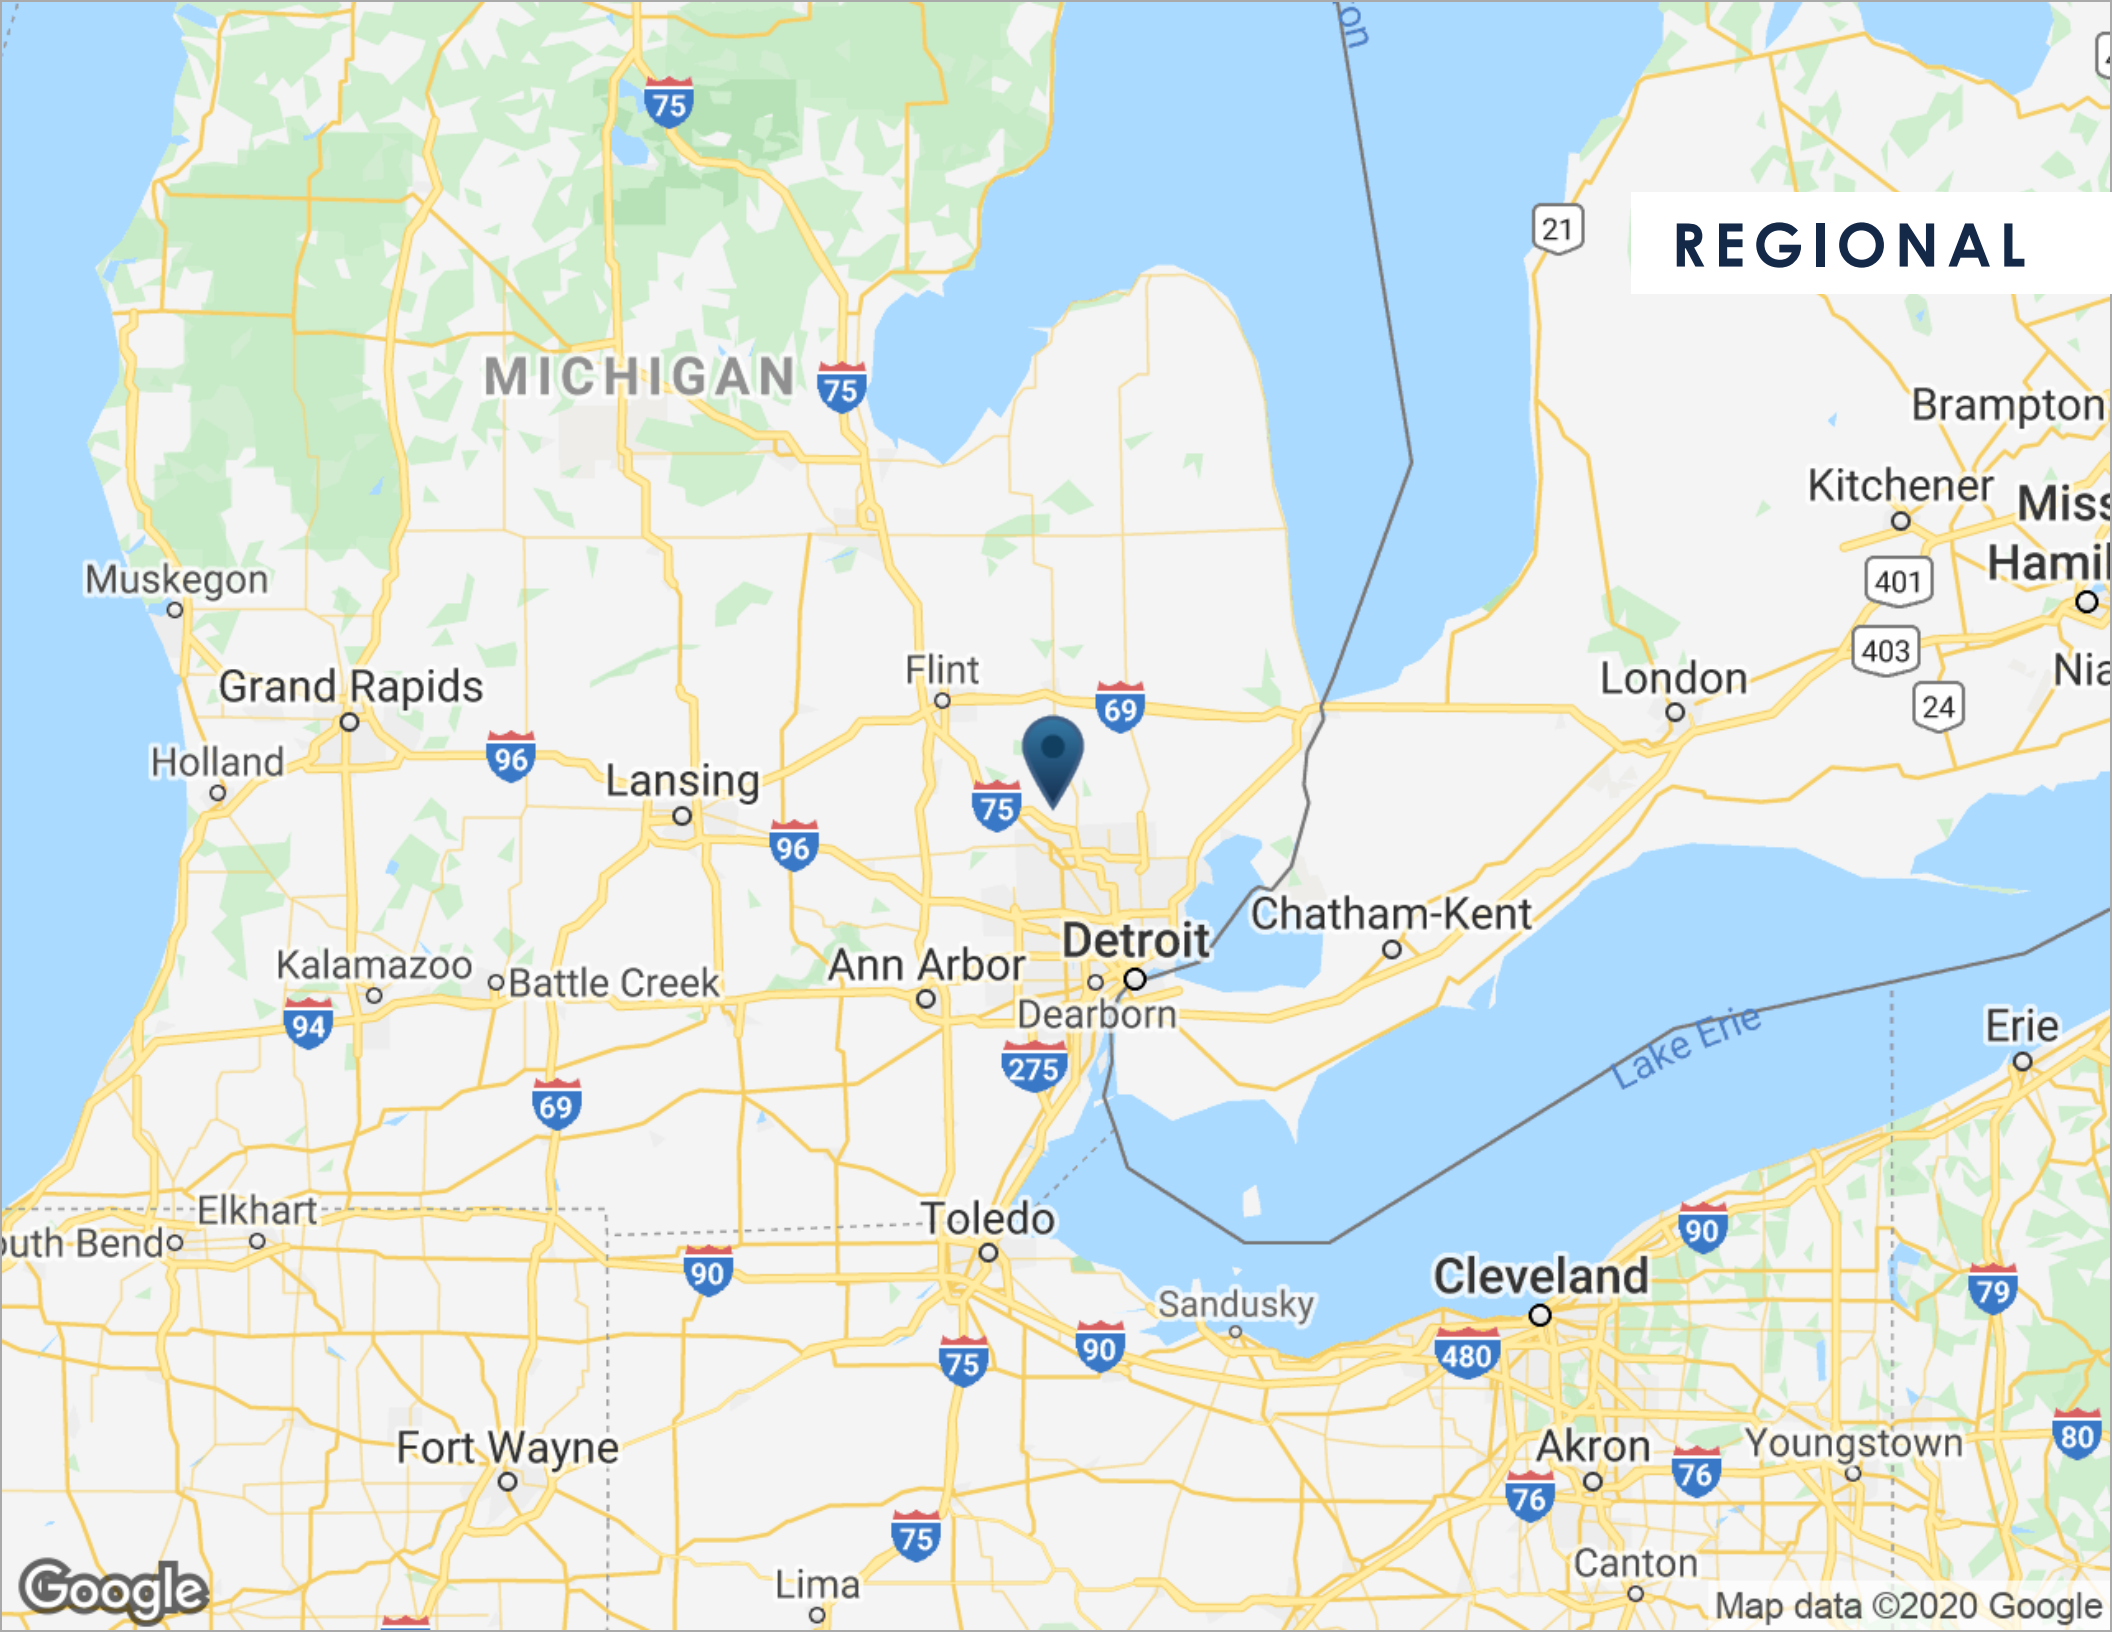 on
75
4
21
REGIONAL
MICHIGAN
75
Brampton
Kitchener
Miss
Hamil
401
Muskegon
403
Nia
Flint
London
Grand Rapids
69
24
96
Holland
Lansing
75
96
Chatham-Kent
Detroit
Kalamazoo
Battle Creek
Ann Arbor
Dearborn
94
Lake Erie
Erie
275
69
Elkhart
outh Bend
Toledo
90
90
Cleveland
79
Sandusky
75
90
480
80
Fort Wayne
Akron
Youngstown
76
76
75
Canton
Lima
Google
Map data ©2020 Google